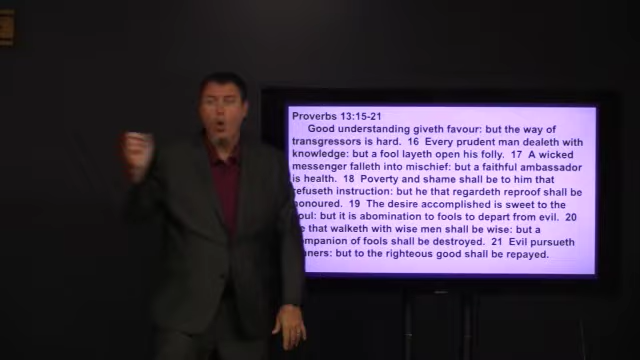 Proverbs 13:15-21
Good understanding giveth favour: but the way of
transgressors is hard. 16 Every prudent man dealeth with
knowledge: but a fool layeth open his folly. 17 A wicked
messenger falleth into mischief: but a faithful ambassador
is health. 18 Poverty and shame shall be to him that
refuseth instruction: but he that regardeth reproof shall be
honoured. 19 The desire accomplished is sweet to the
soul: but it is abomination to fools to depart from evil. 20
that walketh with wise men shall be wise: but a
companion of fools shall be destroyed. 21 Evil pursueth
sinners: but to the righteous good shall be repayed.